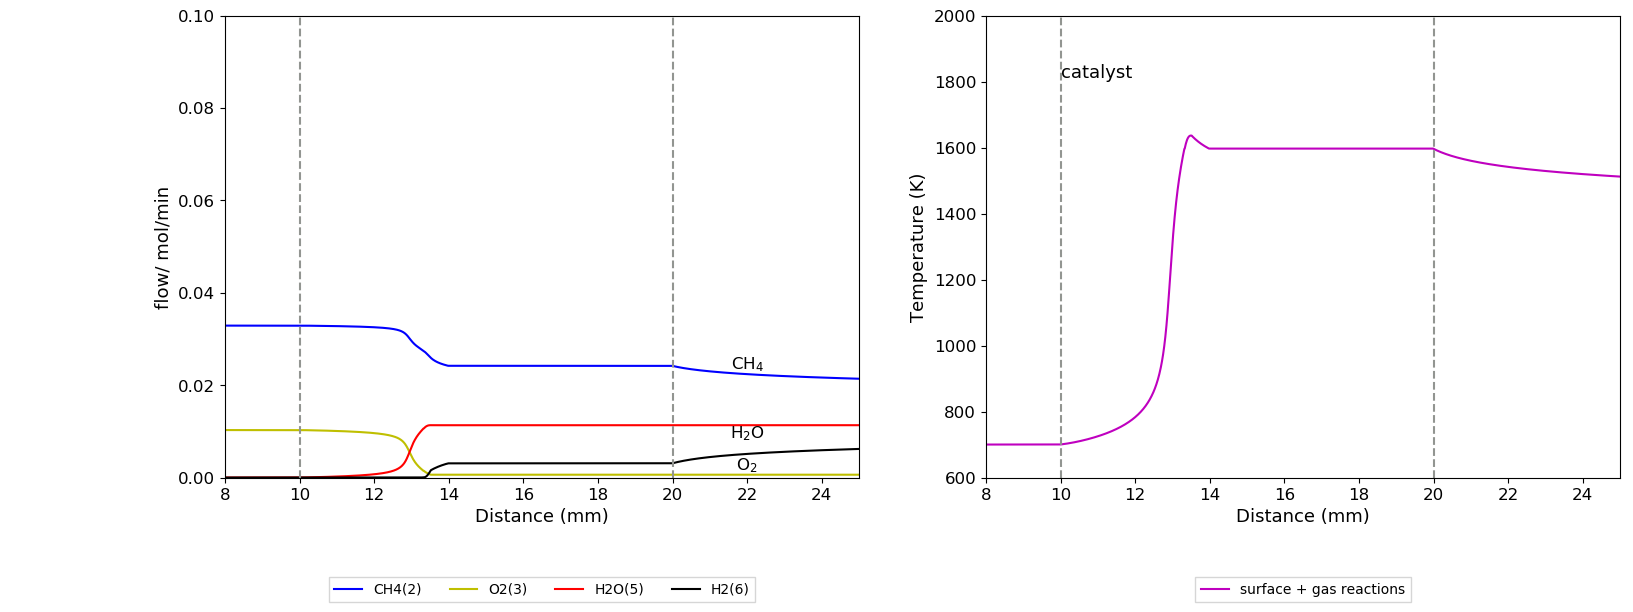 0.10
0.08
0.06
0.04
0.02
0.00
flow/ mol/min
8 10 12 14 16 18 20 22 24
Distance (mm)
CH₄
H₂O
O₂
CH4(2) O2(3) H2O(5) H2(6)
2000
1800
1600
1400
1200
1000
800
600
Temperature (K)
catalyst
8 10 12 14 16 18 20 22 24
Distance (mm)
surface + gas reactions